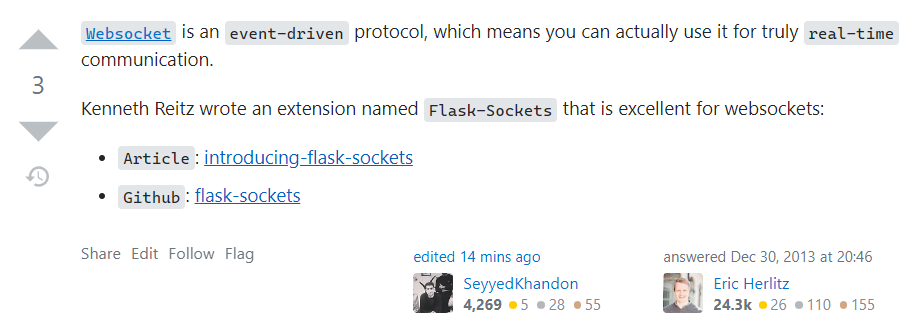 Websocket is an event-driven protocol, which means you can actually use it for truly real-time
communication.
3
Kenneth Reitz wrote an extension named Flask-Sockets that is excellent for websockets:
• Article: introducing-flask-sockets
• Github: flask-sockets
Share Edit Follow Flag
edited 14 mins ago
SeyyedKhandon
4,269 ●5 ●28 ●55
answered Dec 30, 2013 at 20:46
Eric Herlitz
24.3k ●26 ●110 ●155